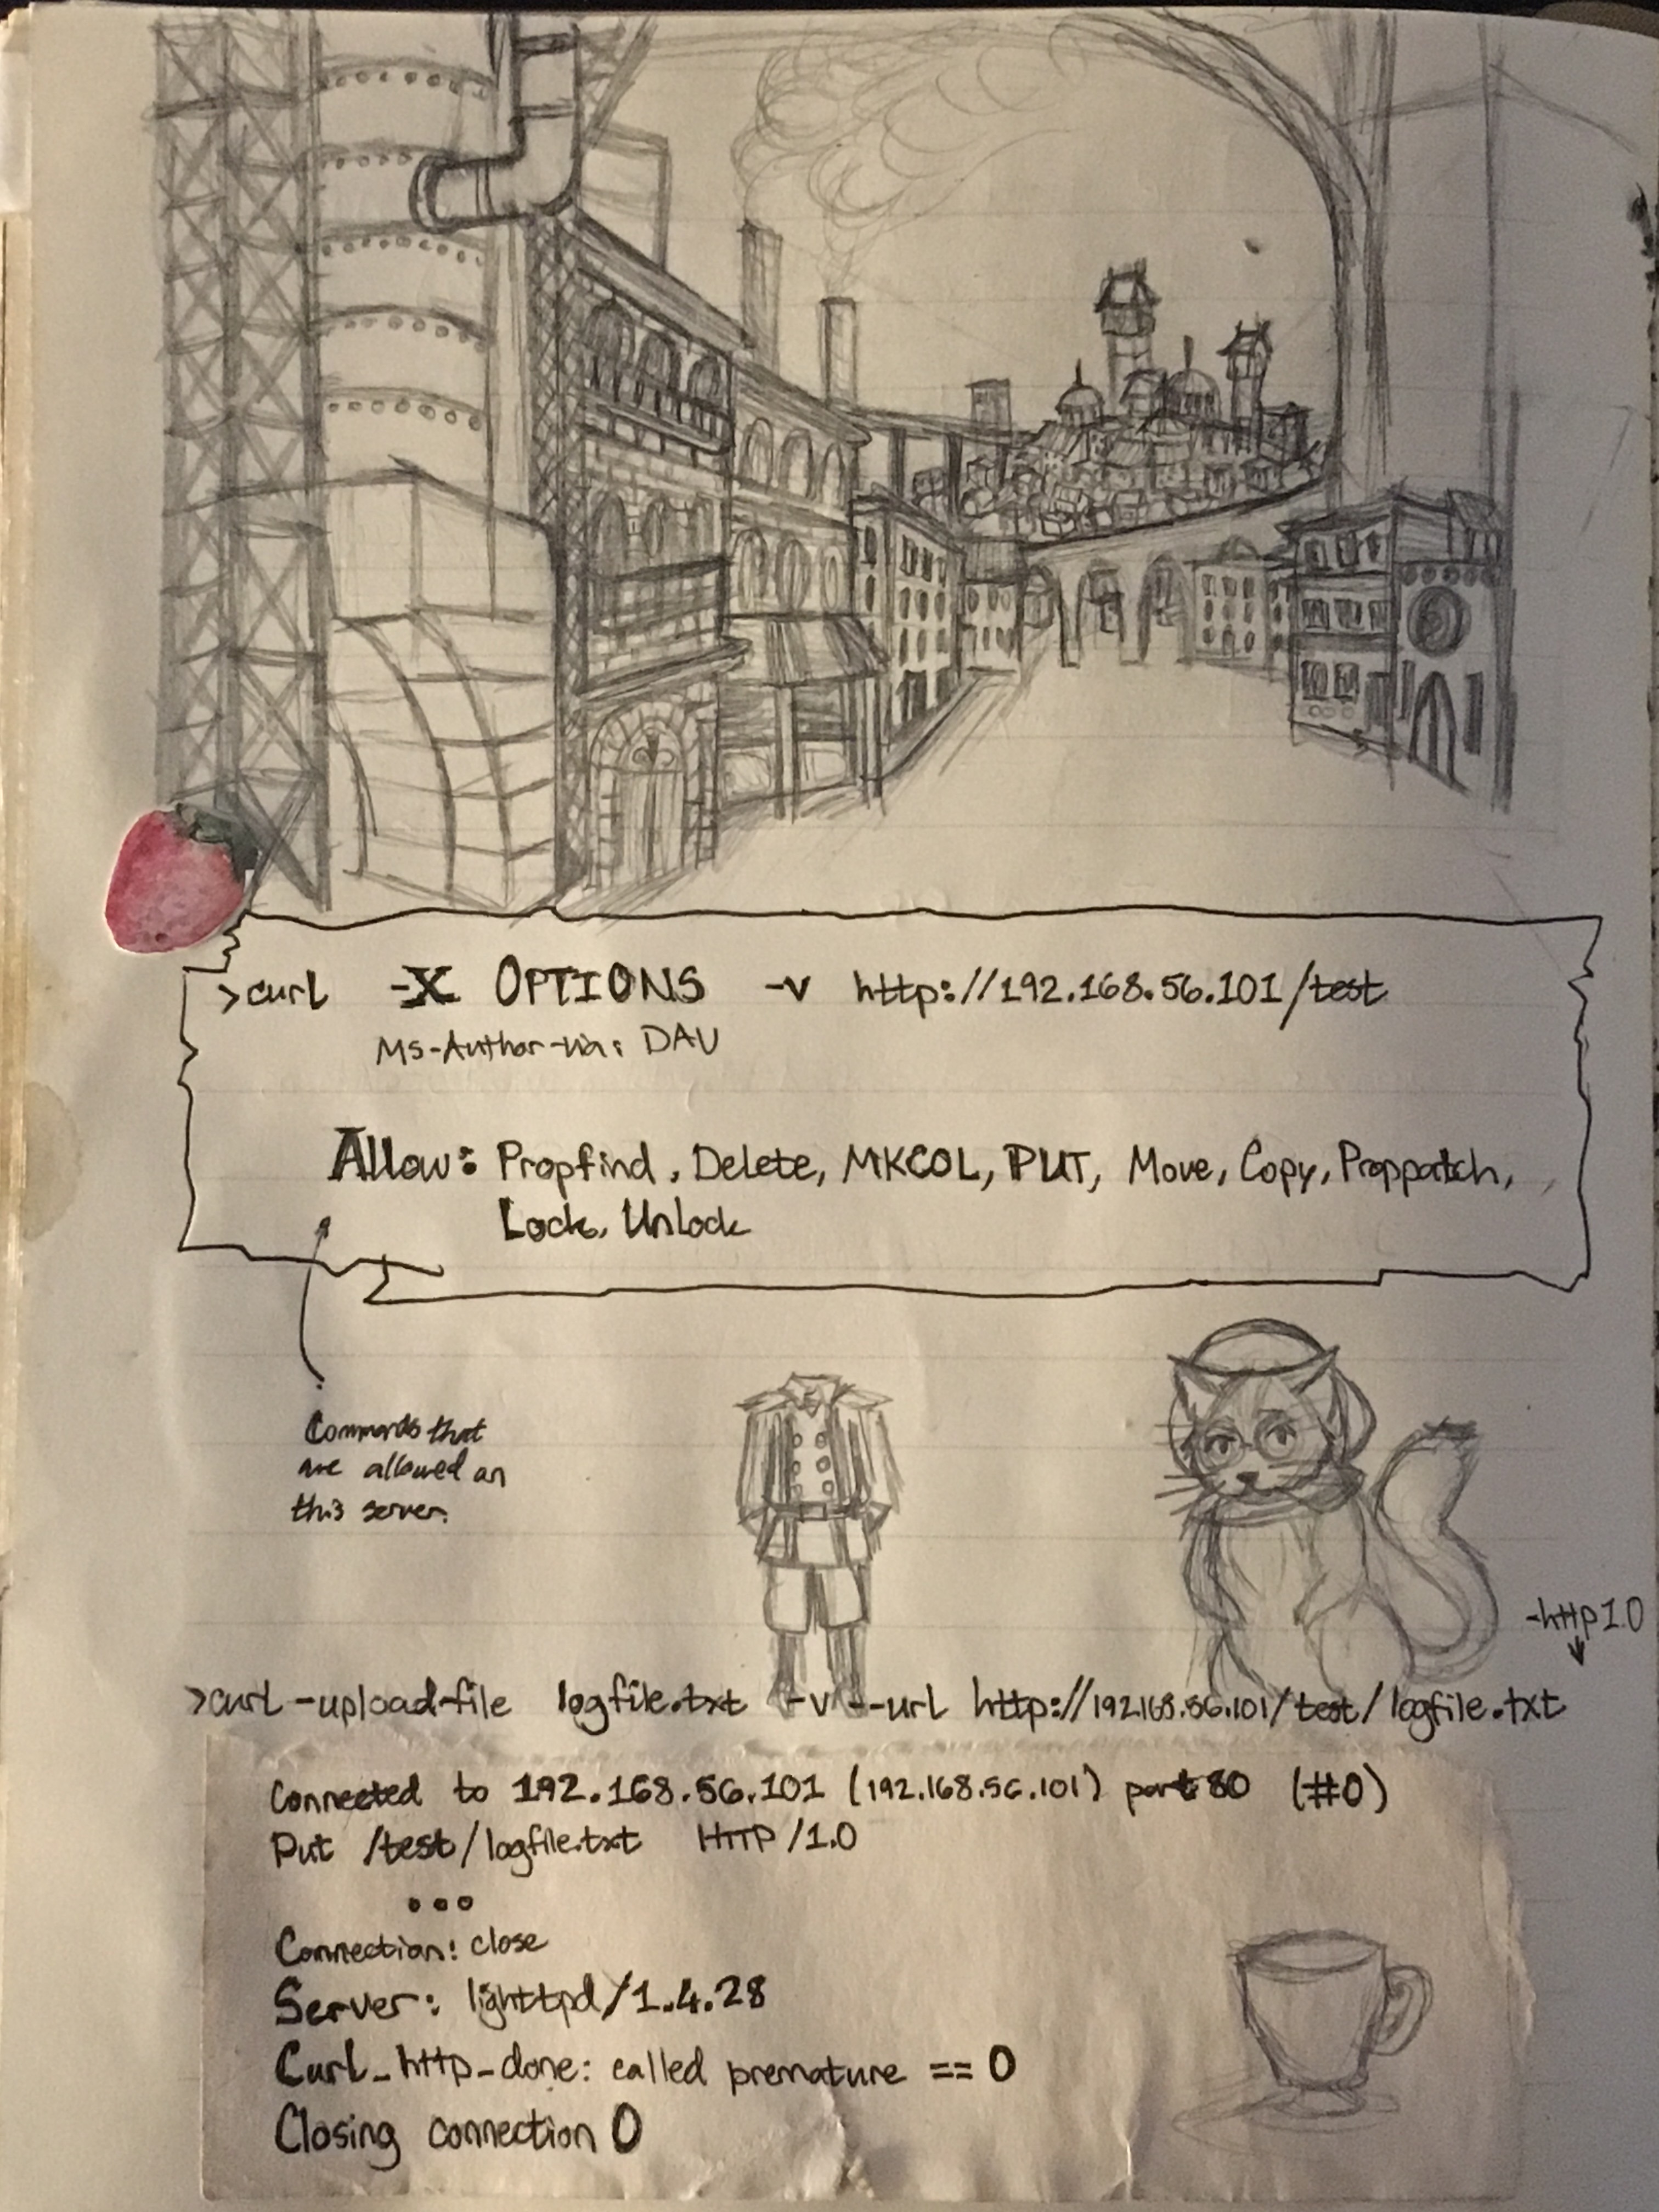 >curl -X OPTIONS -v http://192.168.56.101/test
Ms-Author-via: DAV
Allow: Propfind, Delete, MKCOL, PUT, Move, Copy, Proppatch,
Lock, Unlock
Commands that
are allowed on
this server.
-http1.0
>curl -upload-file logfile.txt -v --url http://192.168.56.101/test/logfile.txt
Connected to 192.168.56.101 (192.168.56.101) port 80 (#0)
Put /test/logfile.txt HTTP/1.0
...
Connection: close
Server: lighttpd/1.4.28
Curl_http_done: called premature == 0
Closing connection 0